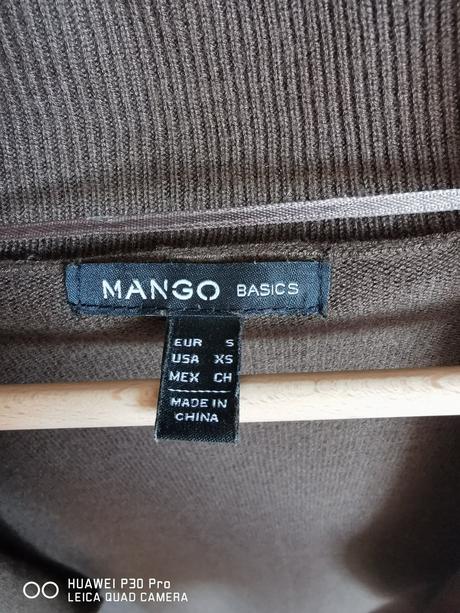 MANGO BASICS
EUR S
USA XS
MEX CH
MADE IN
CHINA
HUAWEI P30 Pro
LEICA QUAD CAMERA